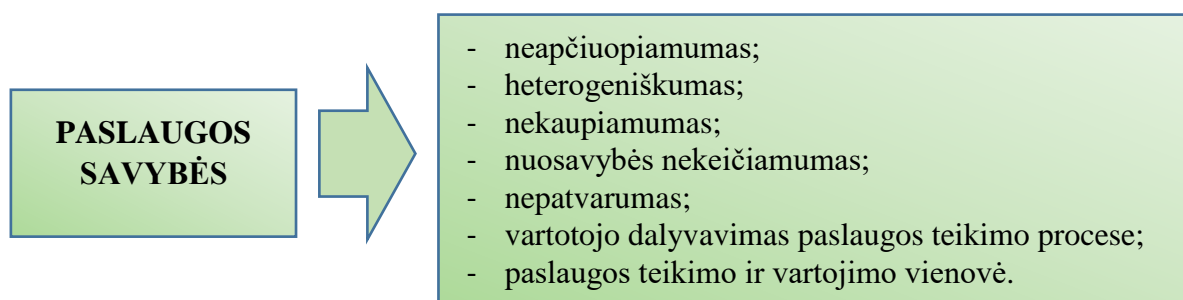 PASLAUGOS
SAVYBĖS
- neapčiuopiamumas;
- heterogeniškumas;
- nekaupiamumas;
- nuosavybės nekeičiamumas;
- nepatvarumas;
- vartotojo dalyvavimas paslaugos teikimo procese;
- paslaugos teikimo ir vartojimo vienovė.